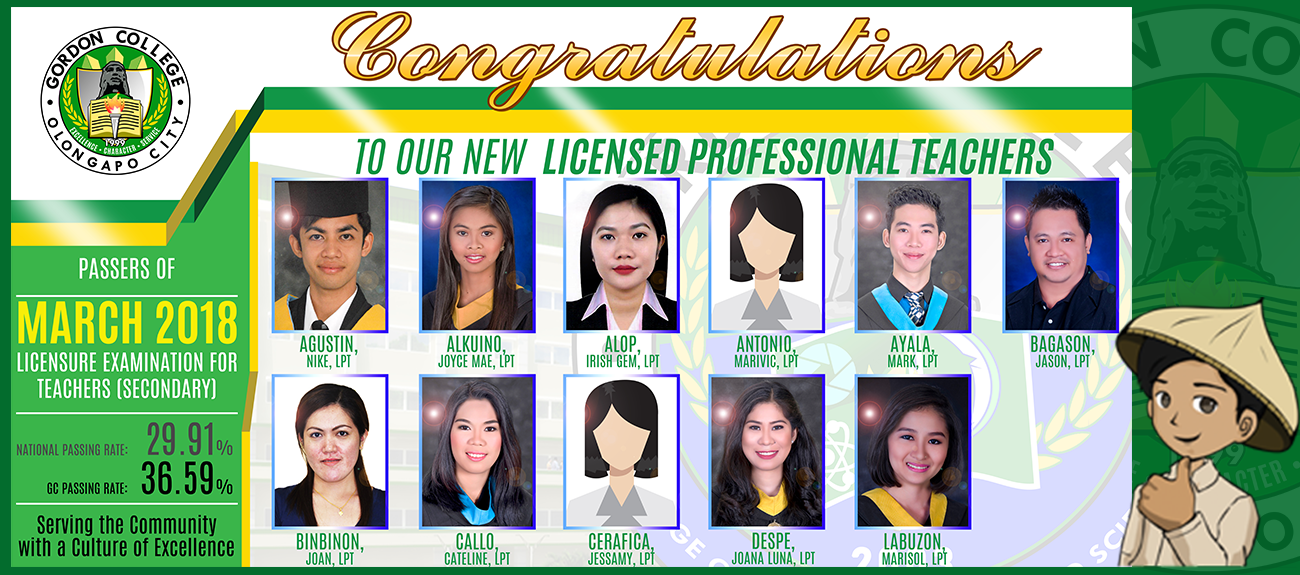 GORDON COLLEGE
EXCELLENCE • CHARACTER • SERVICE
1999
• OLONGAPO CITY •
Congratulations
TO OUR NEW LICENSED PROFESSIONAL TEACHERS
PASSERS OF
MARCH 2018
LICENSURE EXAMINATION FOR
TEACHERS (SECONDARY)
NATIONAL PASSING RATE: 29.91%
GC PASSING RATE: 36.59%
Serving the Community
with a Culture of Excellence
AGUSTIN,
NIKE, LPT
ALKUINO,
JOYCE MAE, LPT
ALOP,
IRISH GEM, LPT
ANTONIO,
MARIVIC, LPT
AYALA,
MARK, LPT
BAGASON,
JASON, LPT
BINBINON,
JOAN, LPT
CALLO,
CATELINE, LPT
CERAFICA,
JESSAMY, LPT
DESPE,
JOANA LUNA, LPT
LABUZON,
MARISOL, LPT